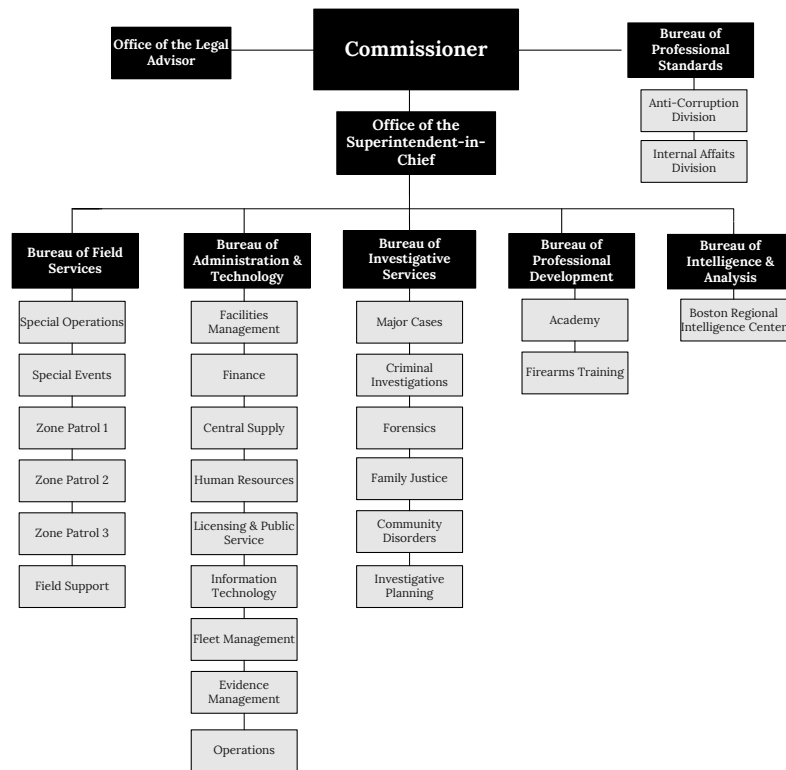 Office of the Legal
Advisor
Commissioner
Bureau of
Professional
Standards
Anti-Corruption
Division
Internal Affaits
Division
Office of the
Superintendent-in-
Chief
Bureau of Field
Services
Special Operations
Special Events
Zone Patrol 1
Zone Patrol 2
Zone Patrol 3
Field Support
Bureau of
Administration &
Technology
Facilities
Management
Finance
Central Supply
Human Resources
Licensing & Public
Service
Information
Technology
Fleet Management
Evidence
Management
Operations
Bureau of
Investigative
Services
Major Cases
Criminal
Investigations
Forensics
Family Justice
Community
Disorders
Investigative
Planning
Bureau of
Professional
Development
Academy
Firearms Training
Bureau of
Intelligence &
Analysis
Boston Regional
Intelligence Center